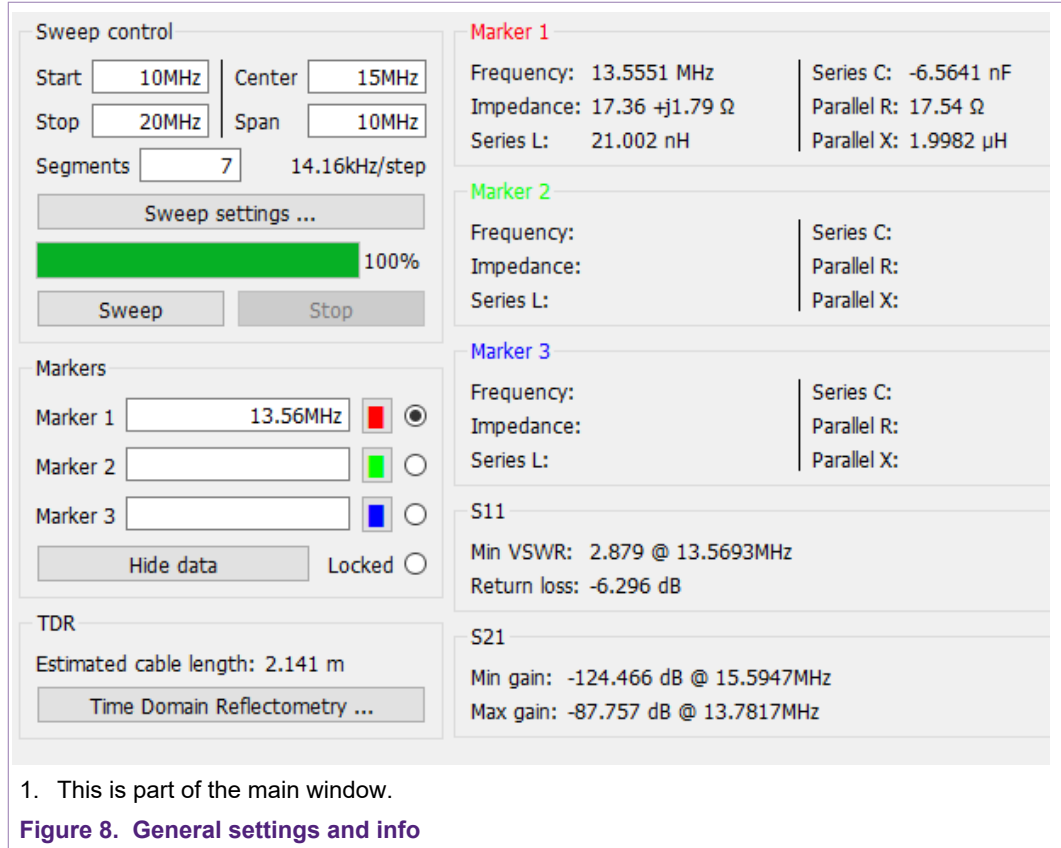 Sweep control
Start 10MHz Center 15MHz
Stop 20MHz Span 10MHz
Segments 7 14.16kHz/step
Sweep settings ...
100%
Sweep Stop
Markers
Marker 1 13.56MHz
Marker 2
Marker 3
Hide data Locked
TDR
Estimated cable length: 2.141 m
Time Domain Reflectometry ...
Marker 1
Frequency: 13.5551 MHz Series C: -6.5641 nF
Impedance: 17.36 +j1.79 Ω Parallel R: 17.54 Ω
Series L: 21.002 nH Parallel X: 1.9982 µH
Marker 2
Frequency: Series C:
Impedance: Parallel R:
Series L: Parallel X:
Marker 3
Frequency: Series C:
Impedance: Parallel R:
Series L: Parallel X:
S11
Min VSWR: 2.879 @ 13.5693MHz
Return loss: -6.296 dB
S21
Min gain: -124.466 dB @ 15.5947MHz
Max gain: -87.757 dB @ 13.7817MHz
1. This is part of the main window.
Figure 8. General settings and info